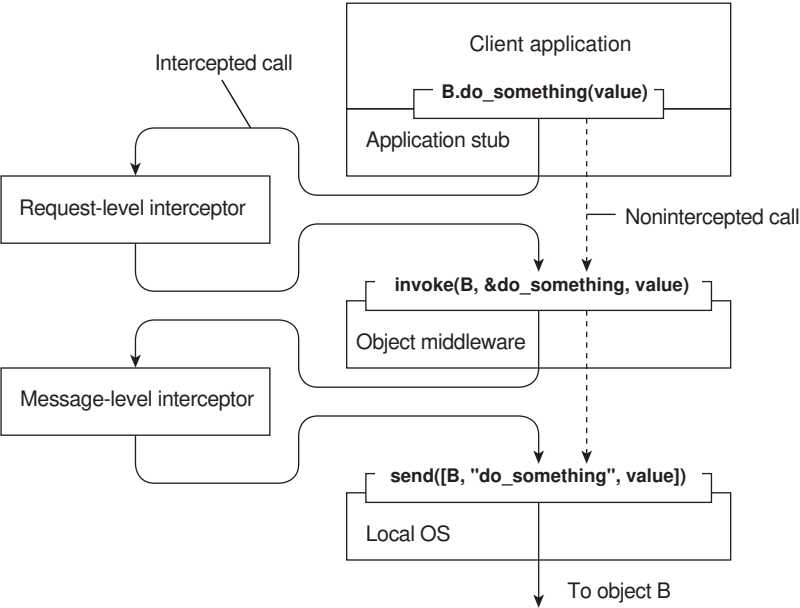 Client application
Intercepted call
B.do_something(value)
Application stub
Request-level interceptor
Nonintercepted call
invoke(B, &do_something, value)
Object middleware
Message-level interceptor
send([B, "do_something", value])
Local OS
To object B